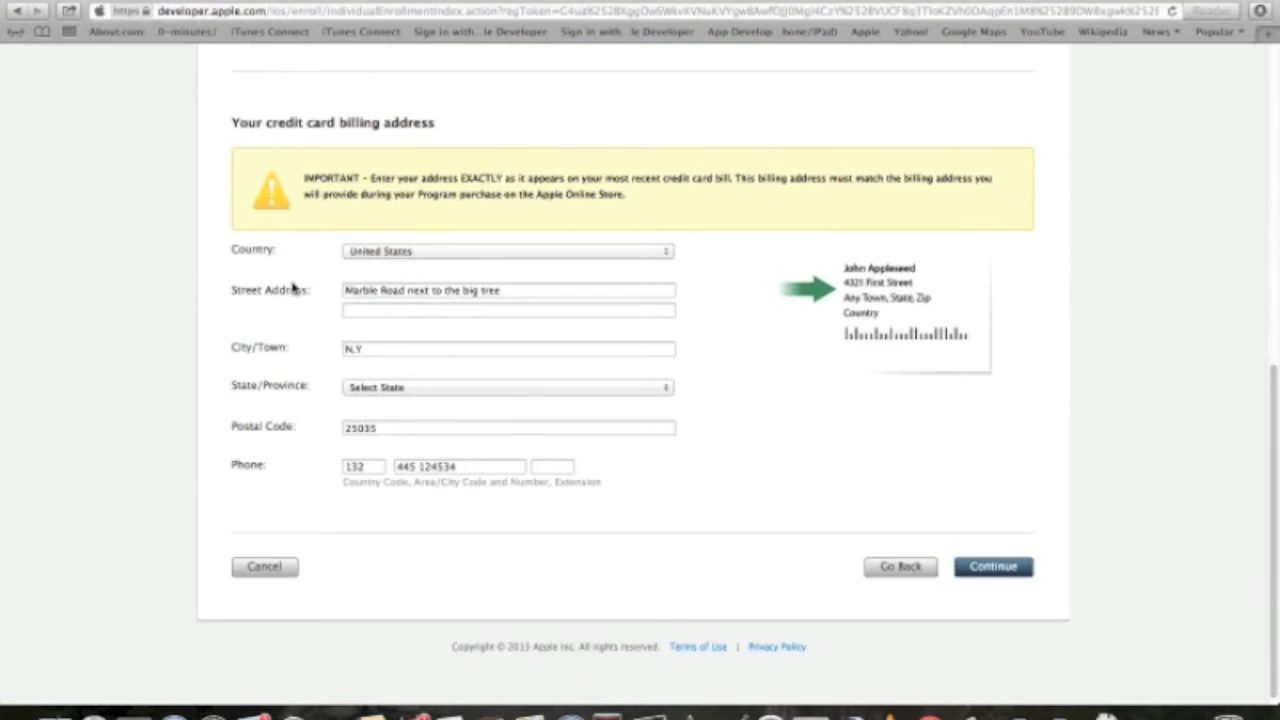 developer.apple.com
Reader
About.com 0-minutes/ iTunes Connect iTunes Connect Sign in with...le Developer Sign in with...le Developer App Develop...hone/iPad) Apple Yahoo! Google Maps YouTube Wikipedia News Popular
Your credit card billing address
IMPORTANT - Enter your address EXACTLY as it appears on your most recent credit card bill. This billing address must match the billing address you
will provide during your Program purchase on the Apple Online Store.
Country:
United States
Street Address:
Marble Road next to the big tree
City/Town:
N.Y
State/Province:
Select State
Postal Code:
25035
Phone:
132 445 124534
Country Code, Area/City Code and Number, Extension
John Appleseed
4321 First Street
Any Town, State, Zip
Country
Cancel
Go Back
Continue
Copyright © 2013 Apple Inc. All rights reserved. Terms of Use | Privacy Policy